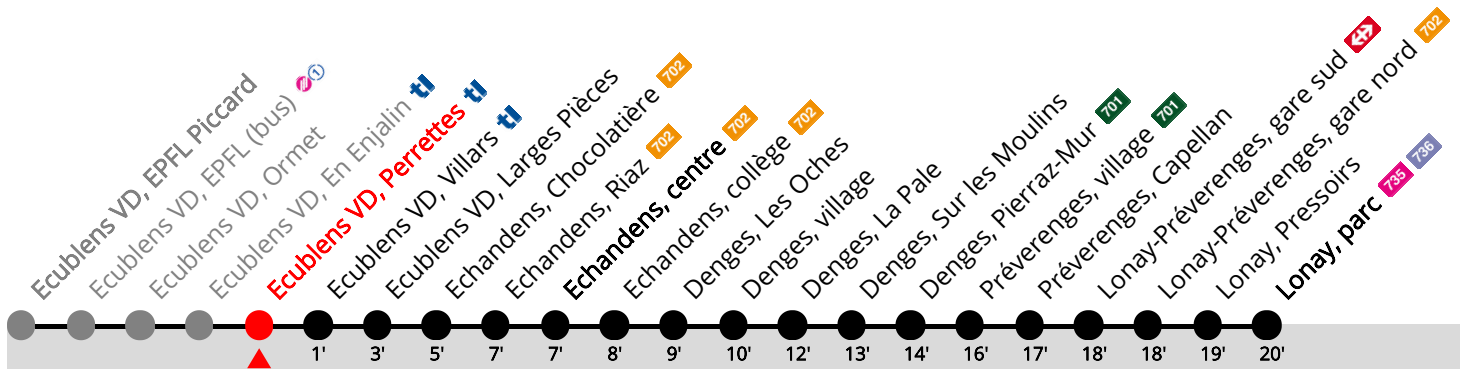 Ecublens VD, EPFL Piccard
Ecublens VD, EPFL (bus) m 1
Ecublens VD, Ormet
Ecublens VD, En Enjalin tl
Ecublens VD, Perrettes tl
Ecublens VD, Villars tl
Ecublens VD, Larges Pièces
Echandens, Chocolatière 702
Echandens, Riaz 702
Echandens, centre 702
Echandens, collège 702
Denges, Les Oches
Denges, village
Denges, La Pale
Denges, Sur les Moulins
Denges, Pierraz-Mur 701
Préverenges, village 701
Préverenges, Capellan
Lonay-Préverenges, gare sud
Lonay-Préverenges, gare nord 702
Lonay, Pressoirs
Lonay, parc 735 736
1' 3' 5' 7' 7' 8' 9' 10' 12' 13' 14' 16' 17' 18' 18' 19' 20'